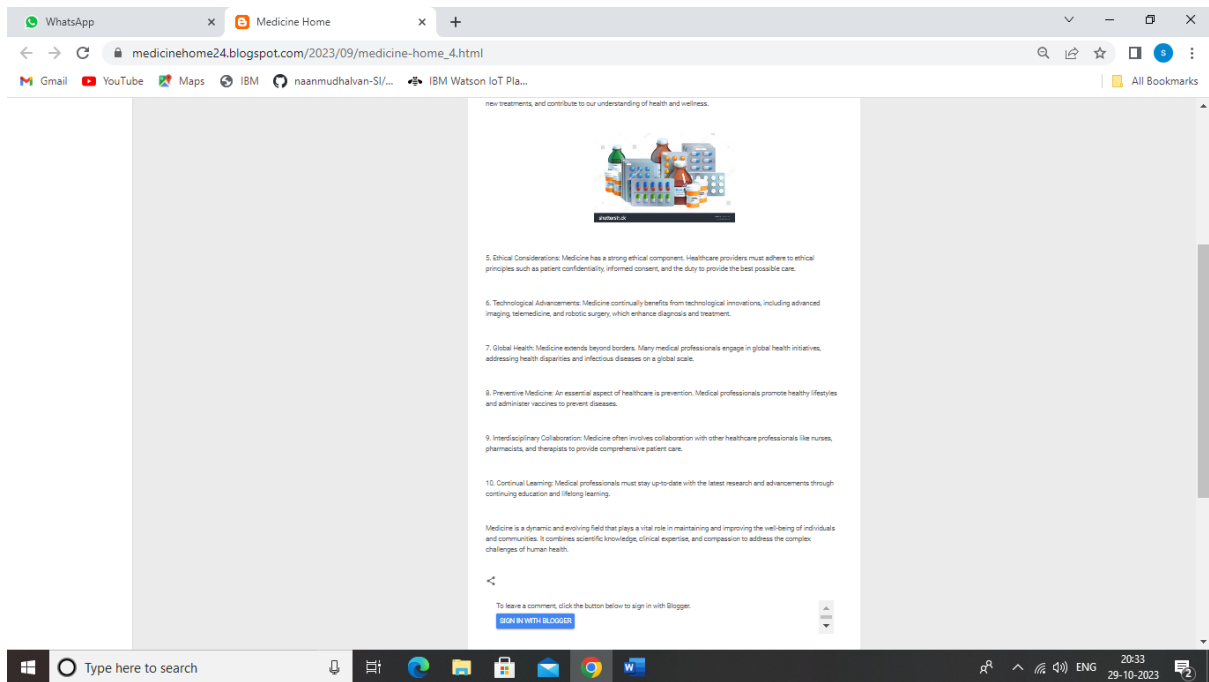 WhatsApp
Medicine Home
medicinehome24.blogspot.com/2023/09/medicine-home_4.html
S
Gmail
YouTube
Maps
IBM
naanmudhalvan-SI/...
IBM Watson IoT Pla...
All Bookmarks
new treatments, and contribute to our understanding of health and wellness.
shutterstock
5. Ethical Considerations: Medicine has a strong ethical component. Healthcare providers must adhere to ethical
principles such as patient confidentiality, informed consent, and the duty to provide the best possible care.
6. Technological Advancements: Medicine continually benefits from technological innovations, including advanced
imaging, telemedicine, and robotic surgery, which enhance diagnosis and treatment.
7. Global Health: Medicine extends beyond borders. Many medical professionals engage in global health initiatives,
addressing health disparities and infectious diseases on a global scale.
8. Preventive Medicine: An essential aspect of healthcare is prevention. Medical professionals promote healthy lifestyles
and administer vaccines to prevent diseases.
9. Interdisciplinary Collaboration: Medicine often involves collaboration with other healthcare professionals like nurses,
pharmacists, and therapists to provide comprehensive patient care.
10. Continual Learning: Medical professionals must stay up-to-date with the latest research and advancements through
continuing education and lifelong learning.
Medicine is a dynamic and evolving field that plays a vital role in maintaining and improving the well-being of individuals
and communities. It combines scientific knowledge, clinical expertise, and compassion to address the complex
challenges of human health.
To leave a comment, click the button below to sign in with Blogger.
SIGN IN WITH BLOGGER
Type here to search
ENG
20:33
29-10-2023
2